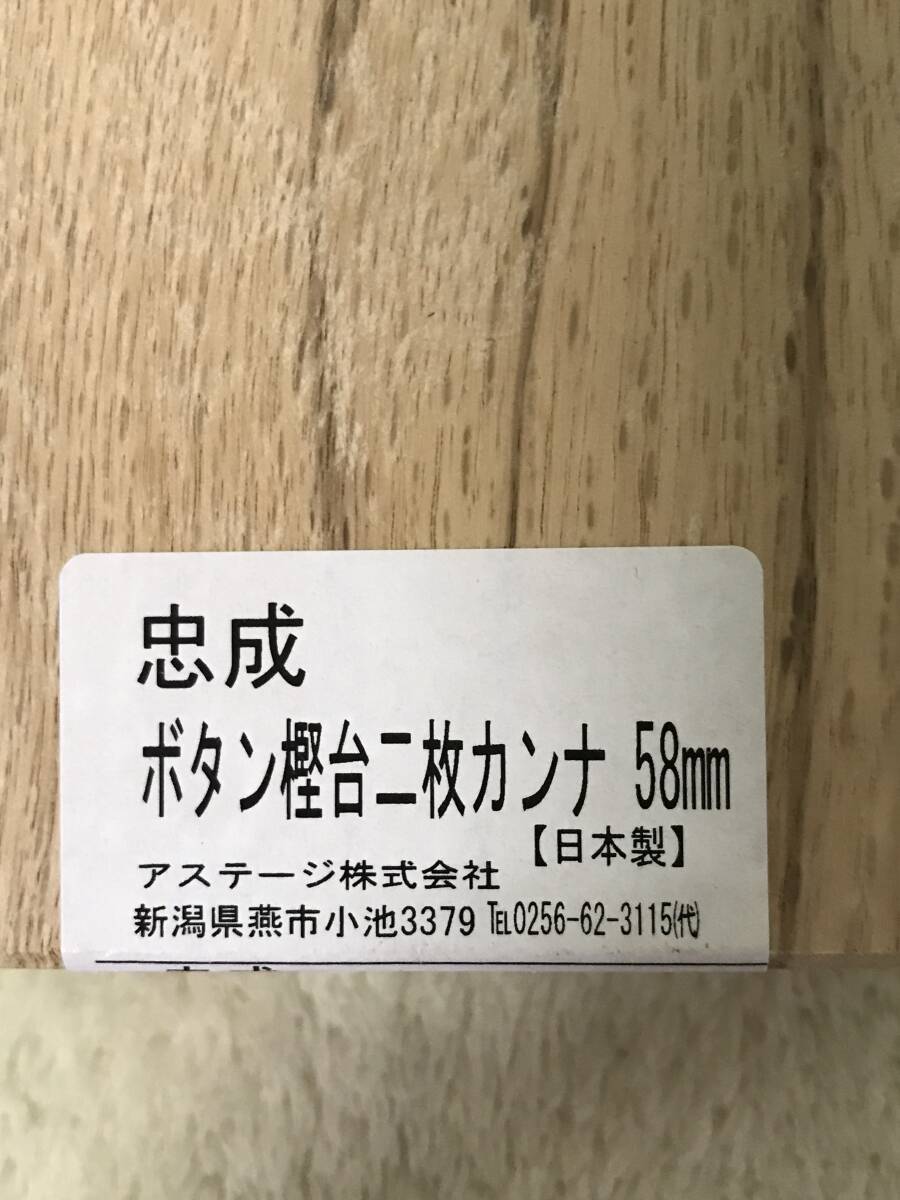 忠成
ボタン樫台二枚カンナ 58mm
【日本製】
アステージ株式会社
新潟県燕市小池3379 ℡0256-62-3115㈹